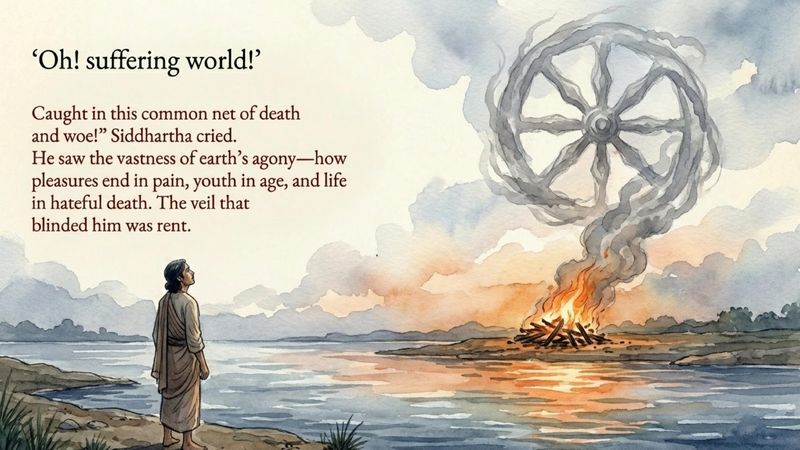 ‘Oh! suffering world!’
Caught in this common net of death
and woe!” Siddhartha cried.
He saw the vastness of earth’s agony—how
pleasures end in pain, youth in age, and life
in hateful death. The veil that
blinded him was rent.